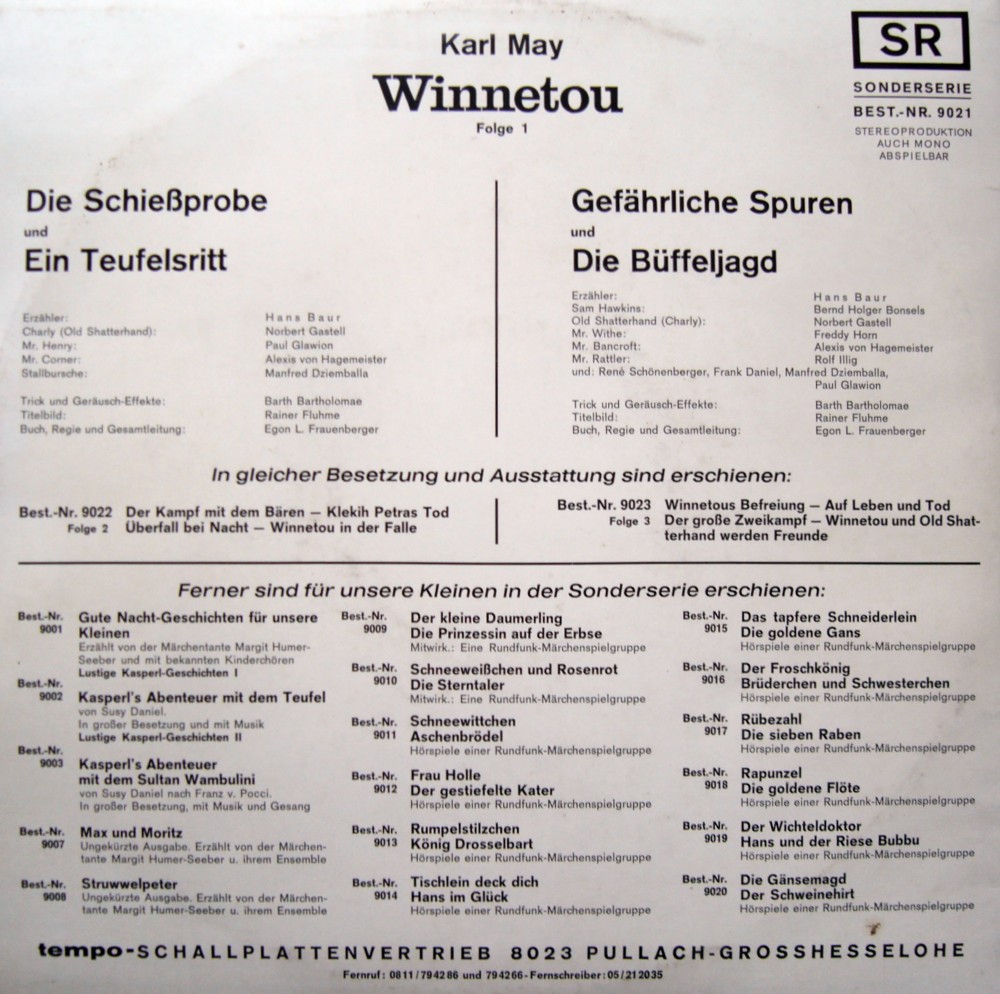 Karl May
Winnetou
Folge 1
SR
SONDERSERIE
BEST.-NR. 9021
STEREOPRODUKTION
AUCH MONO
ABSPIELBAR
Die Schießprobe
und
Ein Teufelsritt
Erzähler: Hans Baur
Charly (Old Shatterhand): Norbert Gastell
Mr. Henry: Paul Glawion
Mr. Corner: Alexis von Hagemeister
Stallbursche: Manfred Dziemballa
Trick und Geräusch-Effekte: Barth Bartholomae
Titelbild: Rainer Fluhme
Buch, Regie und Gesamtleitung: Egon L. Frauenberger
Gefährliche Spuren
und
Die Büffeljagd
Erzähler: Hans Baur
Sam Hawkins: Bernd Holger Bonsels
Old Shatterhand (Charly): Norbert Gastell
Mr. Withe: Freddy Horn
Mr. Bancroft: Alexis von Hagemeister
Mr. Rattler: Rolf Illig
und: René Schönenberger, Frank Daniel, Manfred Dziemballa,
Paul Glawion
Trick und Geräusch-Effekte: Barth Bartholomae
Titelbild: Rainer Fluhme
Buch, Regie und Gesamtleitung: Egon L. Frauenberger
In gleicher Besetzung und Ausstattung sind erschienen:
Best.-Nr. 9022 Der Kampf mit dem Bären – Klekih Petras Tod
Folge 2 Überfall bei Nacht – Winnetou in der Falle
Best.-Nr. 9023 Winnetous Befreiung – Auf Leben und Tod
Folge 3 Der große Zweikampf – Winnetou und Old Shat-
terhand werden Freunde
Ferner sind für unsere Kleinen in der Sonderserie erschienen:
Best.-Nr. Gute Nacht-Geschichten für unsere
9001 Kleinen
Erzählt von der Märchentante Margit Humer-
Seeber und mit bekannten Kinderchören
Lustige Kasperl-Geschichten I
Best.-Nr.
9002 Kasperl's Abenteuer mit dem Teufel
von Susy Daniel.
In großer Besetzung und mit Musik
Lustige Kasperl-Geschichten II
Best.-Nr.
9003 Kasperl's Abenteuer
mit dem Sultan Wambulini
von Susy Daniel nach Franz v. Pocci.
In großer Besetzung, mit Musik und Gesang
Best.-Nr. Max und Moritz
9007 Ungekürzte Ausgabe. Erzählt von der Märchen-
tante Margit Humer-Seeber u. ihrem Ensemble
Best.-Nr. Struwwelpeter
9008 Ungekürzte Ausgabe. Erzählt von der Märchen-
tante Margit Humer-Seeber u. ihrem Ensemble
Best.-Nr. Der kleine Daumerling
9009 Die Prinzessin auf der Erbse
Mitwirk.: Eine Rundfunk-Märchenspielgruppe
Best.-Nr. Schneeweißchen und Rosenrot
9010 Die Sterntaler
Mitwirk.: Eine Rundfunk-Märchenspielgruppe
Best.-Nr. Schneewittchen
9011 Aschenbrödel
Hörspiele einer Rundfunk-Märchenspielgruppe
Best.-Nr. Frau Holle
9012 Der gestiefelte Kater
Hörspiele einer Rundfunk-Märchenspielgruppe
Best.-Nr. Rumpelstilzchen
9013 König Drosselbart
Hörspiele einer Rundfunk-Märchenspielgruppe
Best.-Nr. Tischlein deck dich
9014 Hans im Glück
Hörspiele einer Rundfunk-Märchenspielgruppe
Best.-Nr. Das tapfere Schneiderlein
9015 Die goldene Gans
Hörspiele einer Rundfunk-Märchenspielgruppe
Best.-Nr. Der Froschkönig
9016 Brüderchen und Schwesterchen
Hörspiele einer Rundfunk-Märchenspielgruppe
Best.-Nr. Rübezahl
9017 Die sieben Raben
Hörspiele einer Rundfunk-Märchenspielgruppe
Best.-Nr. Rapunzel
9018 Die goldene Flöte
Hörspiele einer Rundfunk-Märchenspielgruppe
Best.-Nr. Der Wichteldoktor
9019 Hans und der Riese Bubbu
Hörspiele einer Rundfunk-Märchenspielgruppe
Best.-Nr. Die Gänsemagd
9020 Der Schweinehirt
Hörspiele einer Rundfunk-Märchenspielgruppe
tempo-SCHALLPLATTENVERTRIEB 8023 PULLACH-GROSSHESSELOHE
Fernruf: 0811/794286 und 794266-Fernschreiber: 05/212035